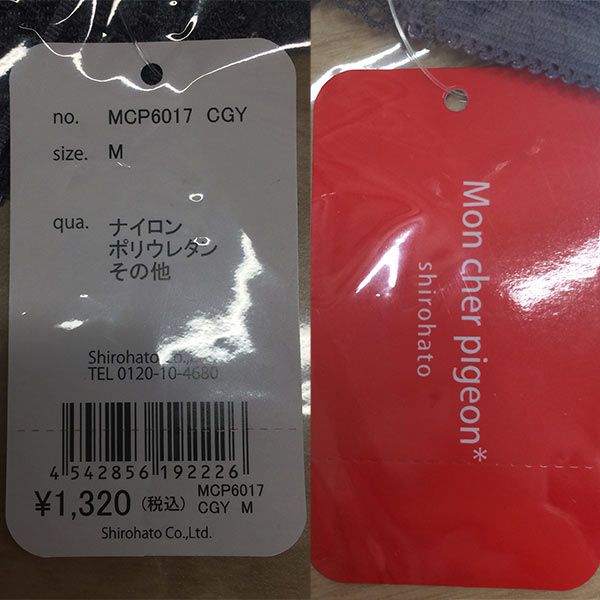 no. MCP6017 CGY
size. M
qua. ナイロン
ポリウレタン
その他
Shirohato Co.,
TEL 0120-10-4680
4 542856 192226
¥1,320 (税込) MCP6017
CGY M
Shirohato Co.,Ltd.
Mon cher pigeon*
shirohato